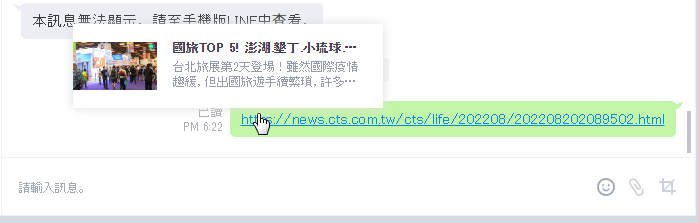 本訊息無法顯示，請至手機版LINE中查看。
國旅TOP 5! 澎湖.墾丁.小琉球.…
台北旅展第2天登場！雖然國際疫情
趨緩, 但出國旅遊手續繁瑣, 許多…
已讀
PM 6:22
https://news.cts.com.tw/cts/life/202208/202208202089502.html
請輸入訊息。